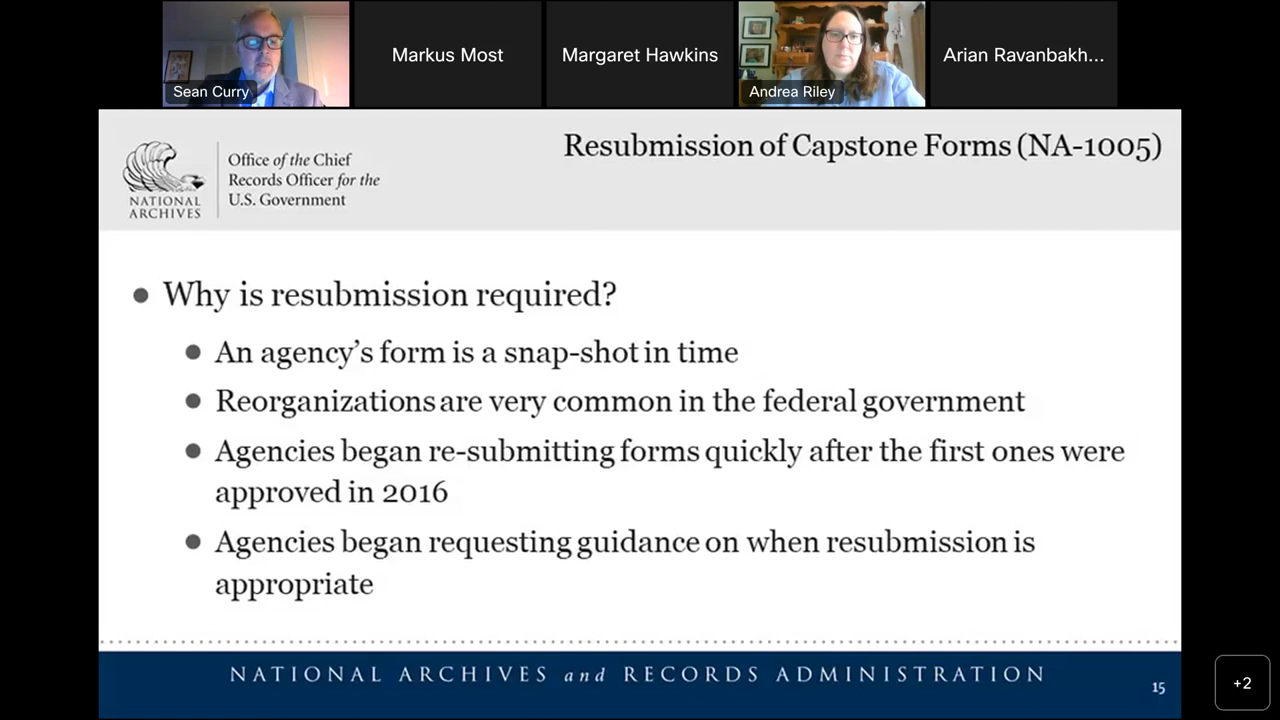 Sean Curry
Markus Most
Margaret Hawkins
Andrea Riley
Arian Ravanbakh...
NATIONAL
ARCHIVES
Office of the Chief
Records Officer for the
U.S. Government
Resubmission of Capstone Forms (NA-1005)
● Why is resubmission required?
● An agency’s form is a snap-shot in time
● Reorganizations are very common in the federal government
● Agencies began re-submitting forms quickly after the first ones were
approved in 2016
● Agencies began requesting guidance on when resubmission is
appropriate
NATIONAL ARCHIVES and RECORDS ADMINISTRATION
15
+2